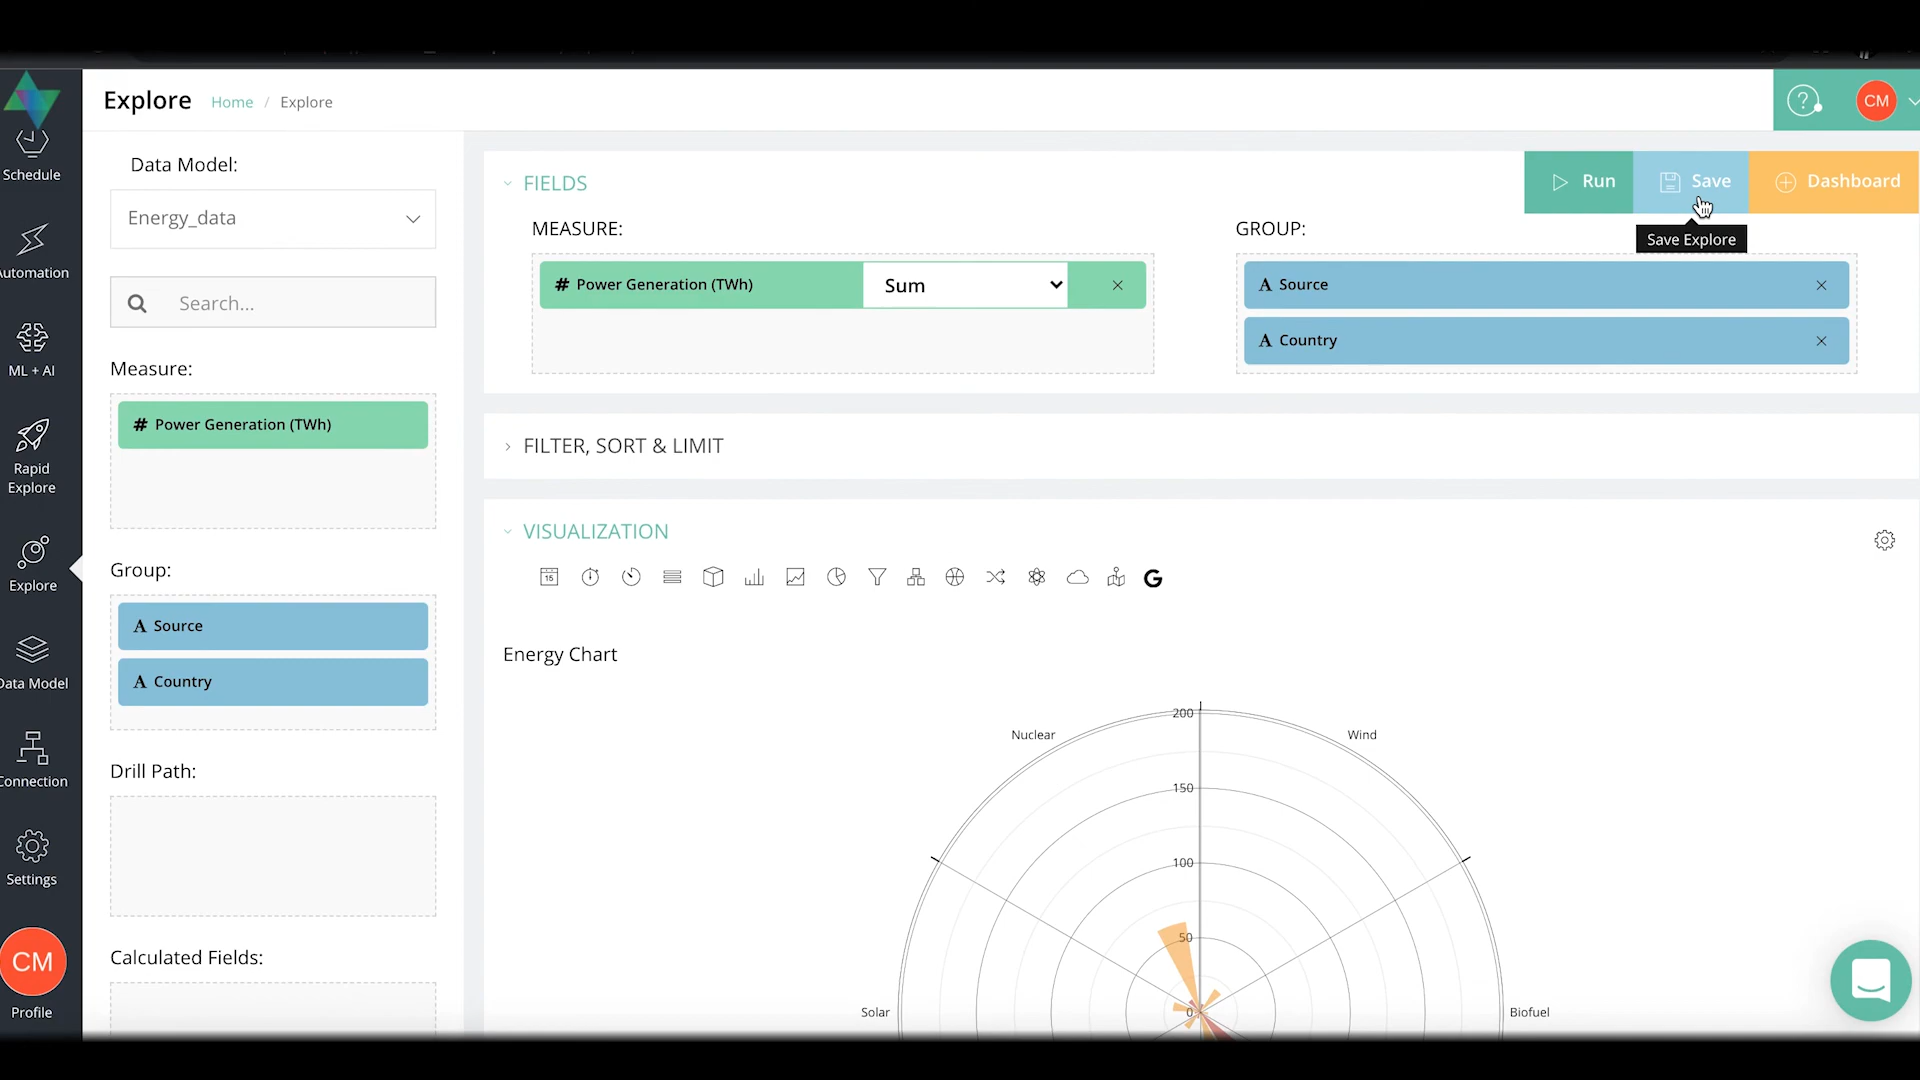 Explore Home / Explore
? CM
Schedule
Automation
ML + AI
Rapid
Explore
Explore
Data Model
Connection
Settings
CM
Profile
Data Model:
Energy_data
Search...
Measure:
# Power Generation (TWh)
Group:
A Source
A Country
Drill Path:
Calculated Fields:
FIELDS
Run Save Dashboard
Save Explore
MEASURE:
# Power Generation (TWh) Sum
GROUP:
A Source
A Country
FILTER, SORT & LIMIT
VISUALIZATION
15
G
Energy Chart
200
Nuclear Wind
150
100
50
Solar 0 Biofuel